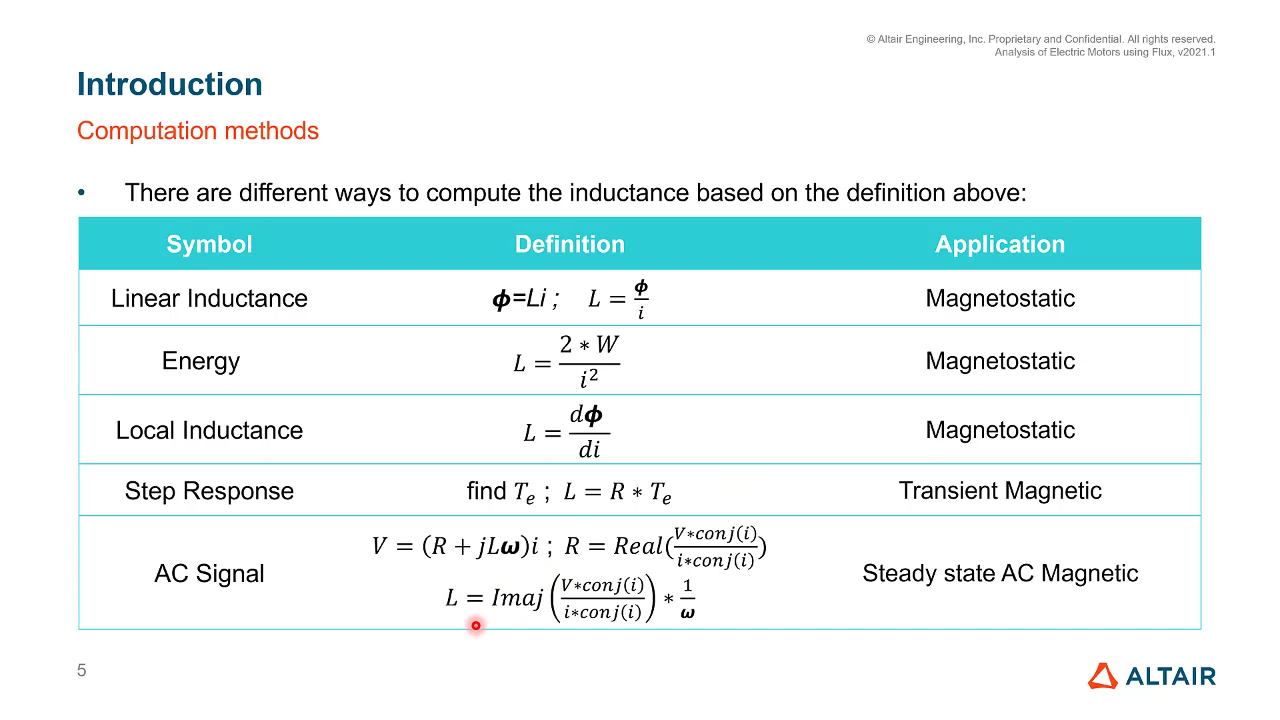 © Altair Engineering, Inc. Proprietary and Confidential. All rights reserved.
Analysis of Electric Motors using Flux, v2021.1
Introduction
Computation methods
• There are different ways to compute the inductance based on the definition above:
Symbol Definition Application
Linear Inductance 𝝓=Li ; L = 𝝓/i Magnetostatic
Energy L = 2 ∗ W / i² Magnetostatic
Local Inductance L = d𝝓/di Magnetostatic
Step Response find Tₑ ; L = R ∗ Tₑ Transient Magnetic
AC Signal V = (R + jL𝝎)i ; R = Real(V∗conj(i)/i∗conj(i)) Steady state AC Magnetic
L = Imaj(V∗conj(i)/i∗conj(i)) ∗ 1/𝝎
5
ALTAIR